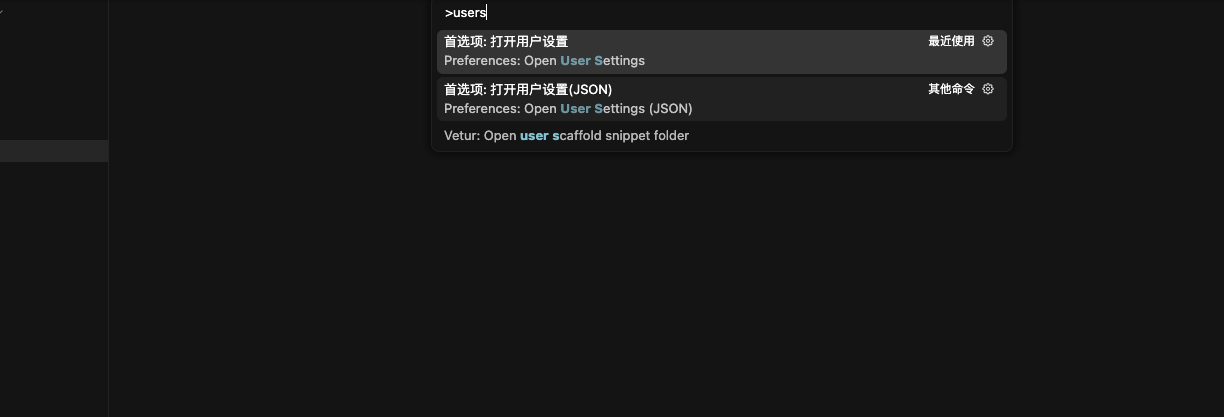 >users
首选项: 打开用户设置
最近使用
Preferences: Open User Settings
首选项: 打开用户设置(JSON)
其他命令
Preferences: Open User Settings (JSON)
Vetur: Open user scaffold snippet folder